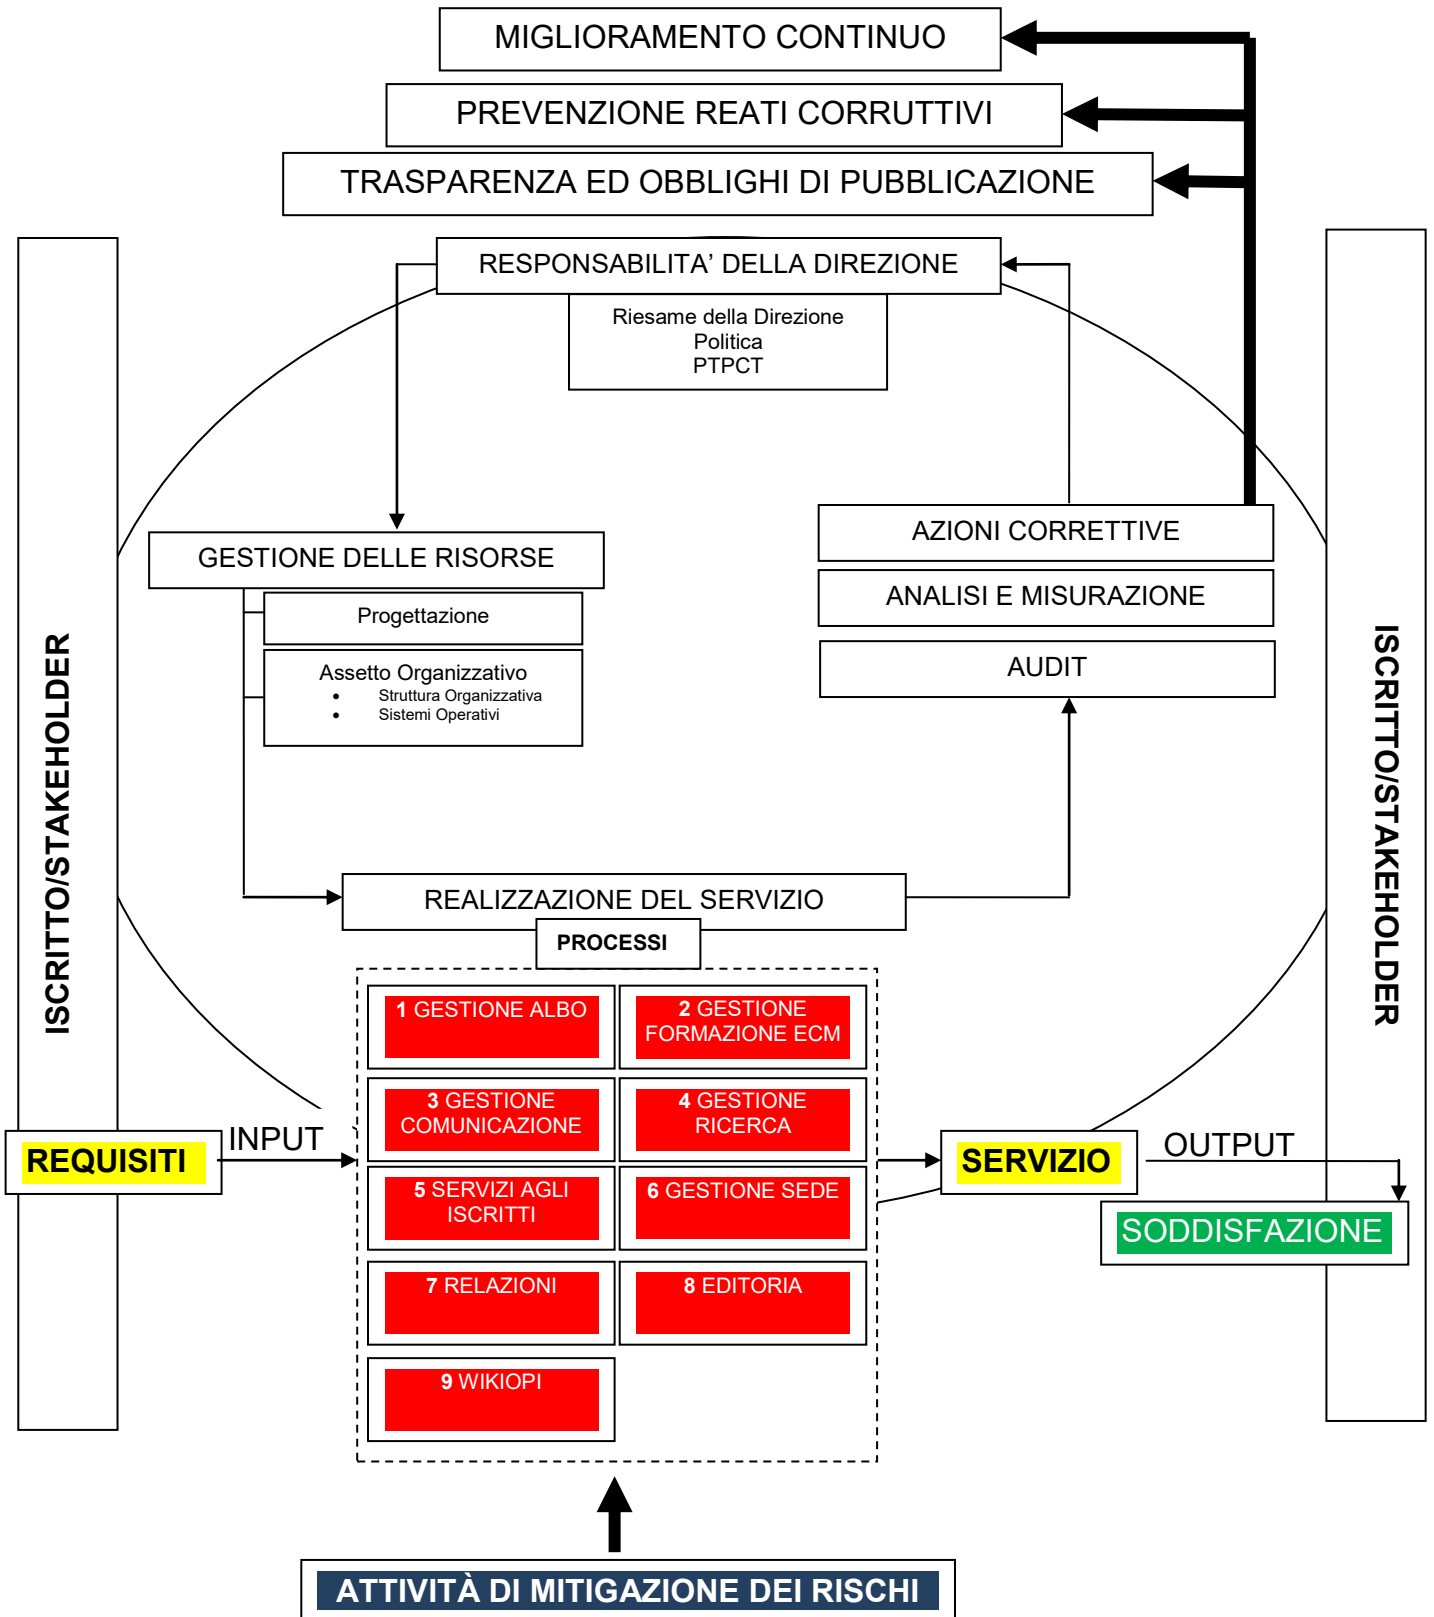 MIGLIORAMENTO CONTINUO
PREVENZIONE REATI CORRUTTIVI
TRASPARENZA ED OBBLIGHI DI PUBBLICAZIONE
RESPONSABILITA’ DELLA DIREZIONE
Riesame della Direzione
Politica
PTPCT
ISCRITTO/STAKEHOLDER
GESTIONE DELLE RISORSE
Progettazione
Assetto Organizzativo
• Struttura Organizzativa
• Sistemi Operativi
AZIONI CORRETTIVE
ANALISI E MISURAZIONE
AUDIT
ISCRITTO/STAKEHOLDER
REALIZZAZIONE DEL SERVIZIO
PROCESSI
1 GESTIONE ALBO
2 GESTIONE
FORMAZIONE ECM
3 GESTIONE
COMUNICAZIONE
4 GESTIONE
RICERCA
REQUISITI
INPUT
SERVIZIO
OUTPUT
5 SERVIZI AGLI
ISCRITTI
6 GESTIONE SEDE
SODDISFAZIONE
7 RELAZIONI
8 EDITORIA
9 WIKIOPI
ATTIVITÀ DI MITIGAZIONE DEI RISCHI